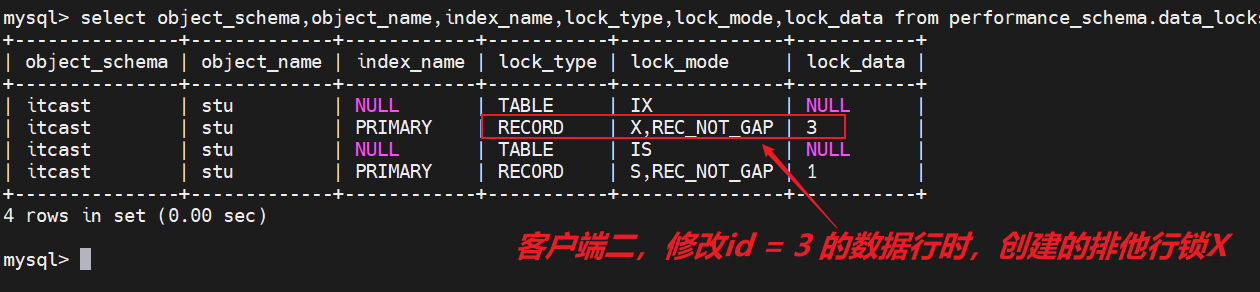 mysql> select object_schema,object_name,index_name,lock_type,lock_mode,lock_data from performance_schema.data_lock
+---------------+-------------+------------+-----------+---------------+-----------+
| object_schema | object_name | index_name | lock_type | lock_mode | lock_data |
+---------------+-------------+------------+-----------+---------------+-----------+
| itcast | stu | NULL | TABLE | IX | NULL |
| itcast | stu | PRIMARY | RECORD | X,REC_NOT_GAP | 3 |
| itcast | stu | NULL | TABLE | IS | NULL |
| itcast | stu | PRIMARY | RECORD | S,REC_NOT_GAP | 1 |
+---------------+-------------+------------+-----------+---------------+-----------+
4 rows in set (0.00 sec)
客户端二，修改id = 3 的数据行时，创建的排他行锁X
mysql>